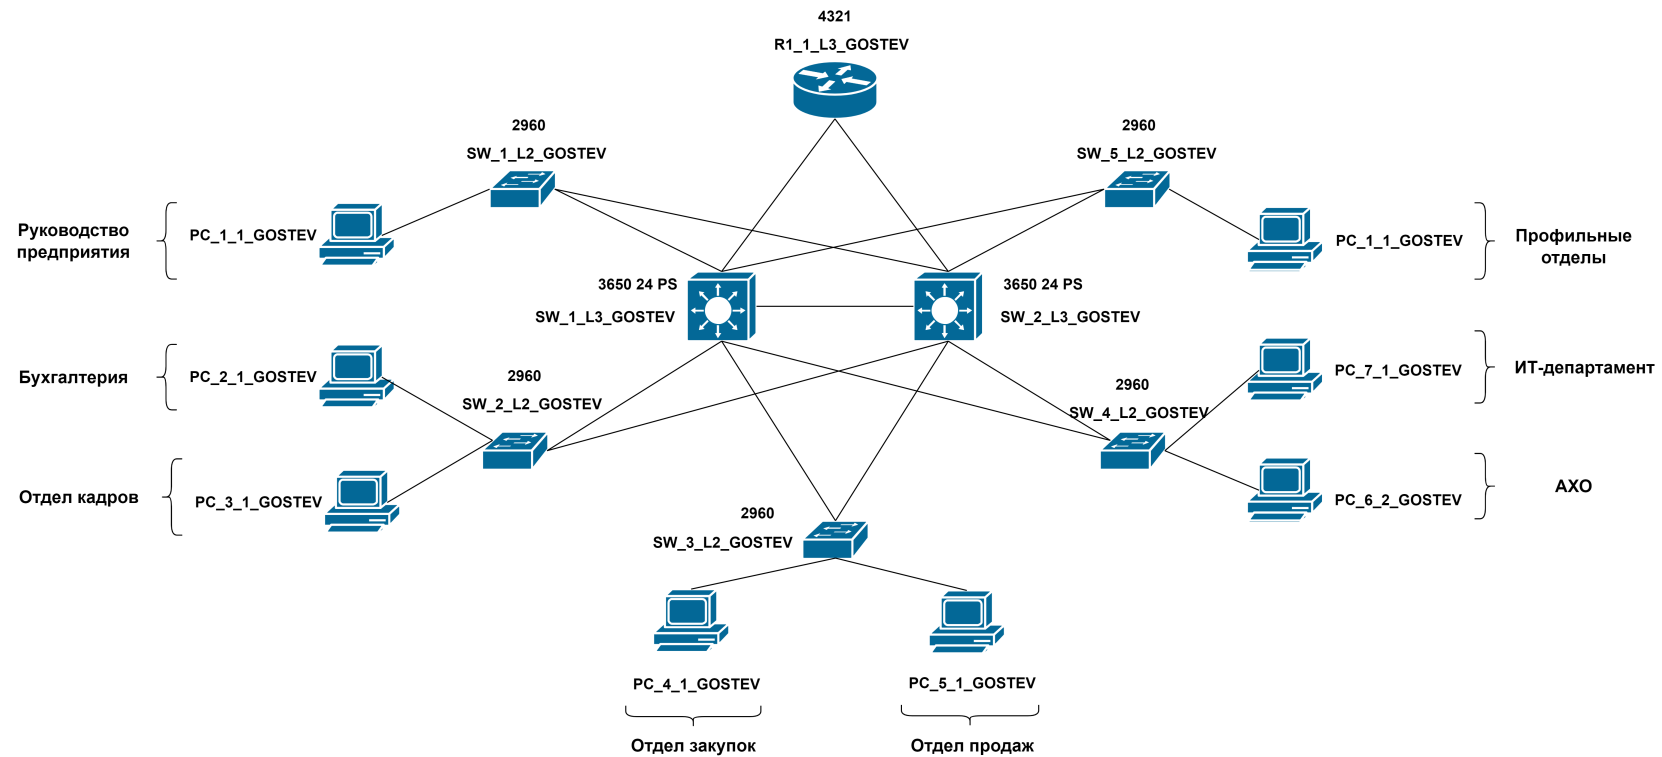 4321
R1_1_L3_GOSTEV
2960
SW_1_L2_GOSTEV
2960
SW_5_L2_GOSTEV
Руководство
предприятия
PC_1_1_GOSTEV
PC_1_1_GOSTEV
Профильные
отделы
3650 24 PS
SW_1_L3_GOSTEV
3650 24 PS
SW_2_L3_GOSTEV
Бухгалтерия
PC_2_1_GOSTEV
2960
SW_2_L2_GOSTEV
2960
SW_4_L2_GOSTEV
PC_7_1_GOSTEV
ИТ-департамент
Отдел кадров
PC_3_1_GOSTEV
PC_6_2_GOSTEV
АХО
2960
SW_3_L2_GOSTEV
PC_4_1_GOSTEV
PC_5_1_GOSTEV
Отдел закупок
Отдел продаж